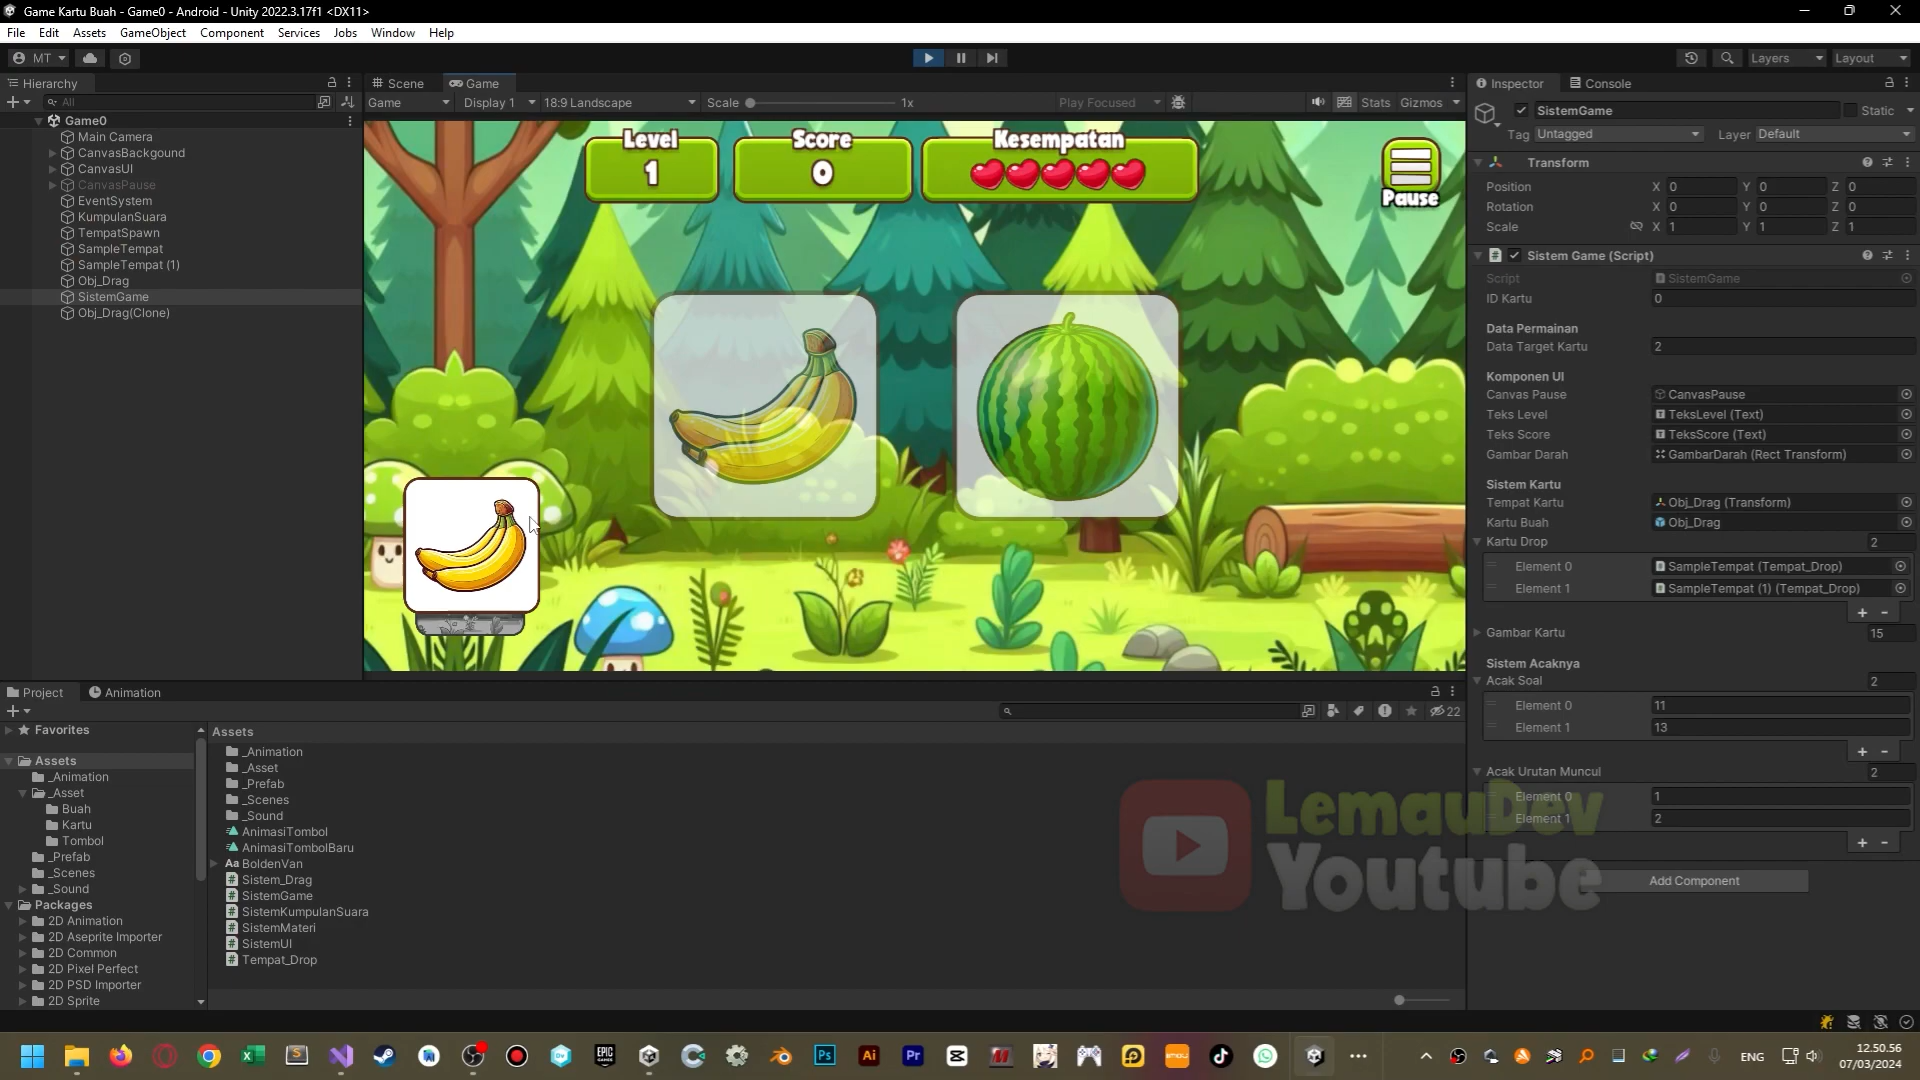 Game Kartu Buah - Game0 - Android - Unity 2022.3.17f1 <DX11>
File Edit Assets GameObject Component Services Jobs Window Help
MT
Layers Layout
Hierarchy
All
Game0
Main Camera
CanvasBackgound
CanvasUI
CanvasPause
EventSystem
KumpulanSuara
TempatSpawn
SampleTempat
SampleTempat (1)
Obj_Drag
SistemGame
Obj_Drag(Clone)
Scene Game
Game Display 1 18:9 Landscape Scale 1x Play Focused Stats Gizmos
Level
1
Score
0
Kesempatan
Pause
Inspector Console
SistemGame Static
Tag Untagged Layer Default
Transform
Position X 0 Y 0 Z 0
Rotation X 0 Y 0 Z 0
Scale X 1 Y 1 Z 1
Sistem Game (Script)
Script SistemGame
ID Kartu 0
Data Permainan
Data Target Kartu 2
Komponen UI
Canvas Pause CanvasPause
Teks Level TeksLevel (Text)
Teks Score TeksScore (Text)
Gambar Darah GambarDarah (Rect Transform)
Sistem Kartu
Tempat Kartu Obj_Drag (Transform)
Kartu Buah Obj_Drag
Kartu Drop 2
Element 0 SampleTempat (Tempat_Drop)
Element 1 SampleTempat (1) (Tempat_Drop)
Gambar Kartu 15
Sistem Acaknya
Acak Soal 2
Element 0 11
Element 1 13
Acak Urutan Muncul 2
Element 0 1
Element 1 2
Add Component
Project Animation
22
Favorites
Assets
_Animation
_Asset
Buah
Kartu
Tombol
_Prefab
_Scenes
_Sound
Packages
2D Animation
2D Aseprite Importer
2D Common
2D Pixel Perfect
2D PSD Importer
2D Sprite
Assets
_Animation
_Asset
_Prefab
_Scenes
_Sound
AnimasiTombol
AnimasiTombolBaru
Aa BoldenVan
Sistem_Drag
SistemGame
SistemKumpulanSuara
SistemMateri
SistemUI
Tempat_Drop
LemauDev
Youtube
EPIC GAMES
Ps
Ai
Pr
ENG
12.50.56
07/03/2024